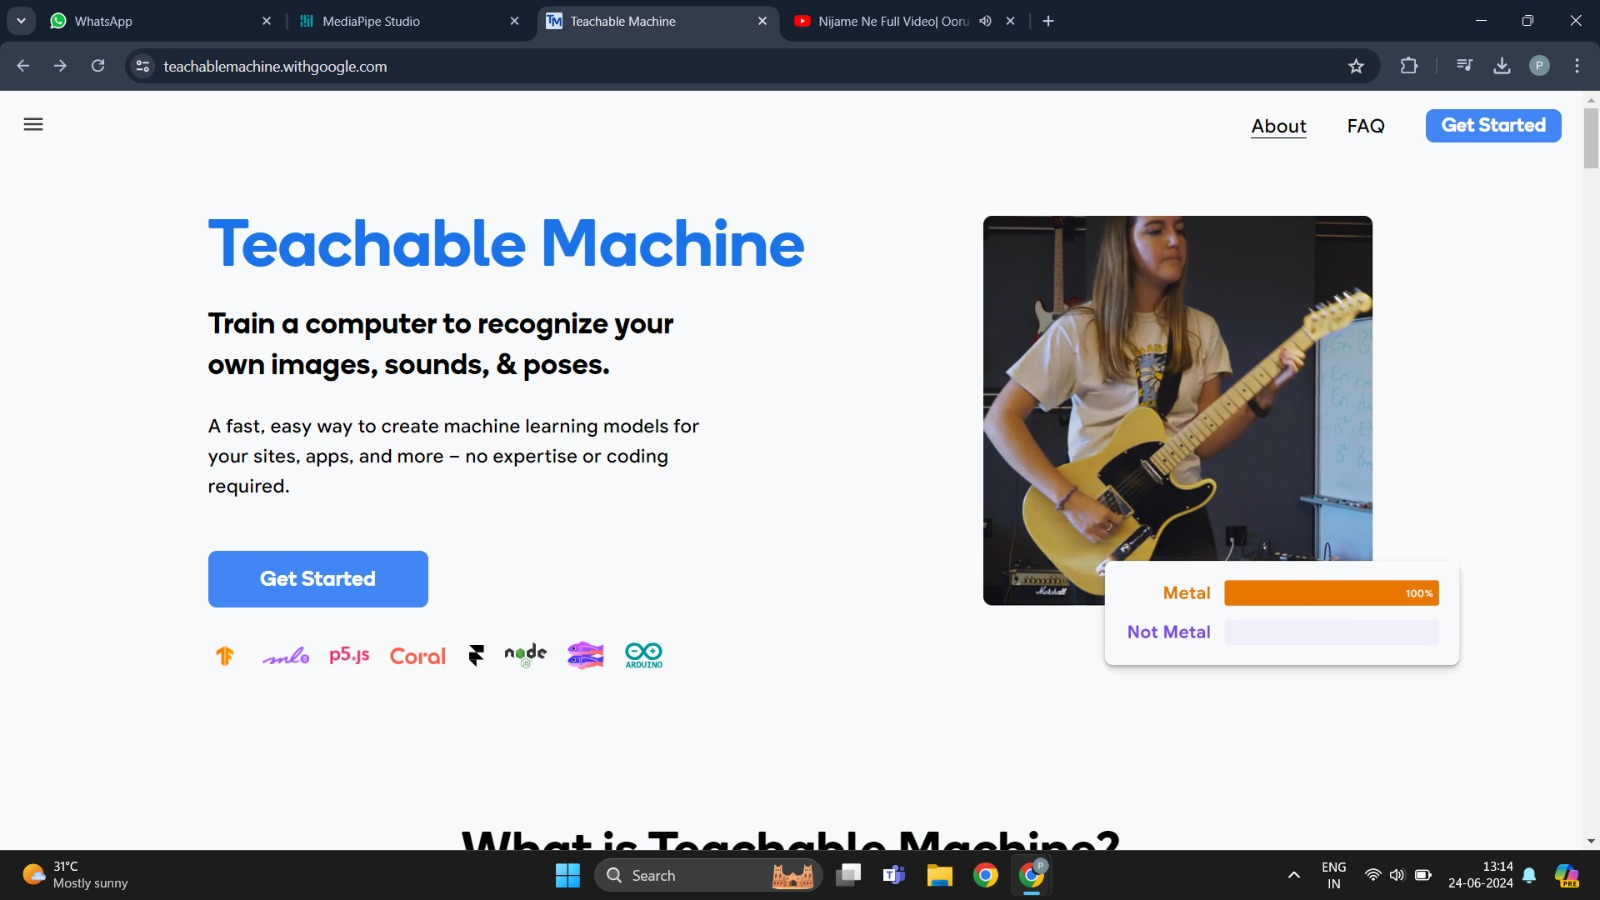 WhatsApp
MediaPipe Studio
Teachable Machine
Nijame Ne Full Video| Ooru
teachablemachine.withgoogle.com
P
About
FAQ
Get Started
Teachable Machine
Train a computer to recognize your
own images, sounds, & poses.
A fast, easy way to create machine learning models for
your sites, apps, and more – no expertise or coding
required.
Get Started
Marshall
Metal
100%
Not Metal
ml5
p5.js
Coral
node
JS
ARDUINO
What is Teachable Machine?
31°C
Mostly sunny
Search
P
ENG
IN
13:14
24-06-2024
PRE